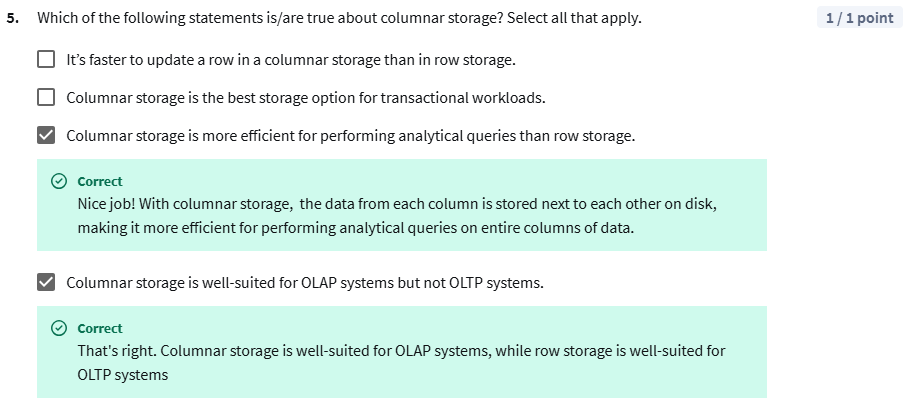 5. Which of the following statements is/are true about columnar storage? Select all that apply. 1 / 1 point
It's faster to update a row in a columnar storage than in row storage.
Columnar storage is the best storage option for transactional workloads.
Columnar storage is more efficient for performing analytical queries than row storage.
Correct
Nice job! With columnar storage, the data from each column is stored next to each other on disk,
making it more efficient for performing analytical queries on entire columns of data.
Columnar storage is well-suited for OLAP systems but not OLTP systems.
Correct
That's right. Columnar storage is well-suited for OLAP systems, while row storage is well-suited for
OLTP systems